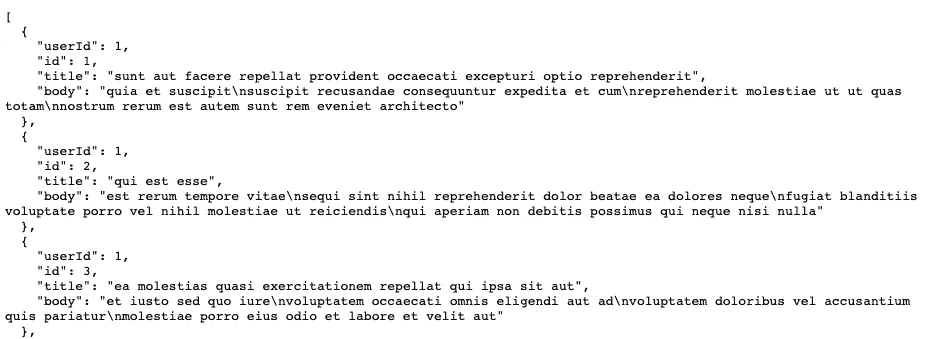 [
  {
    "userId": 1,
    "id": 1,
    "title": "sunt aut facere repellat provident occaecati excepturi optio reprehenderit",
    "body": "quia et suscipit\nsuscipit recusandae consequuntur expedita et cum\nreprehenderit molestiae ut ut quas
totam\nnostrum rerum est autem sunt rem eveniet architecto"
  },
  {
    "userId": 1,
    "id": 2,
    "title": "qui est esse",
    "body": "est rerum tempore vitae\nsequi sint nihil reprehenderit dolor beatae ea dolores neque\nfugiat blanditiis
voluptate porro vel nihil molestiae ut reiciendis\nqui aperiam non debitis possimus qui neque nisi nulla"
  },
  {
    "userId": 1,
    "id": 3,
    "title": "ea molestias quasi exercitationem repellat qui ipsa sit aut",
    "body": "et iusto sed quo iure\nvoluptatem occaecati omnis eligendi aut ad\nvoluptatem doloribus vel accusantium
quis pariatur\nmolestiae porro eius odio et labore et velit aut"
  },